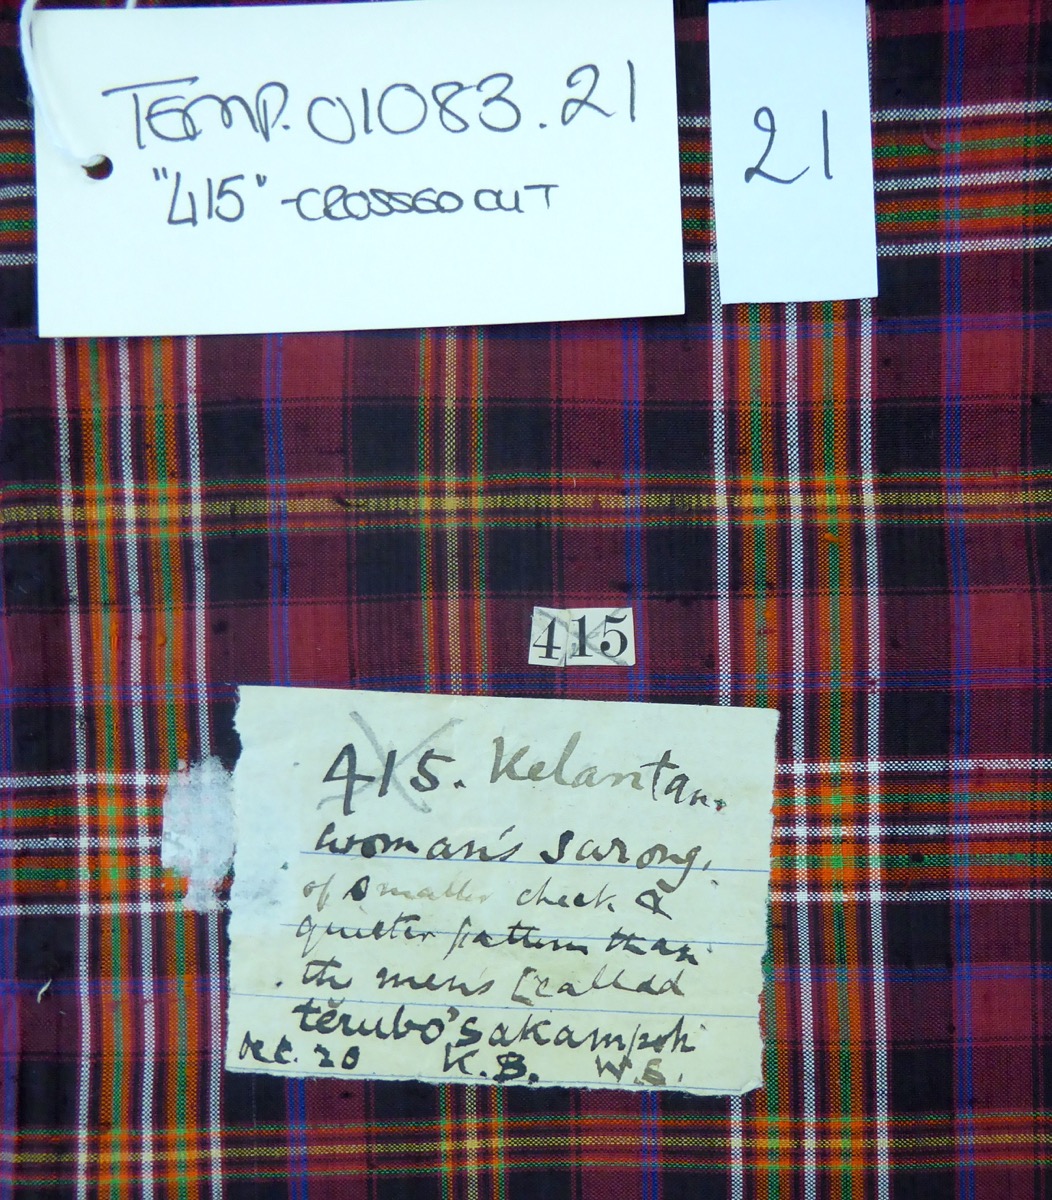 TEMP. 01083.21
"415" - CROSSED OUT
21
415
415. Kelantan.
woman's sarong,
of smaller check &
quieter pattern than
the men's [called
tĕrubo' sakampoh
Dec. 20 K.B. W.S.